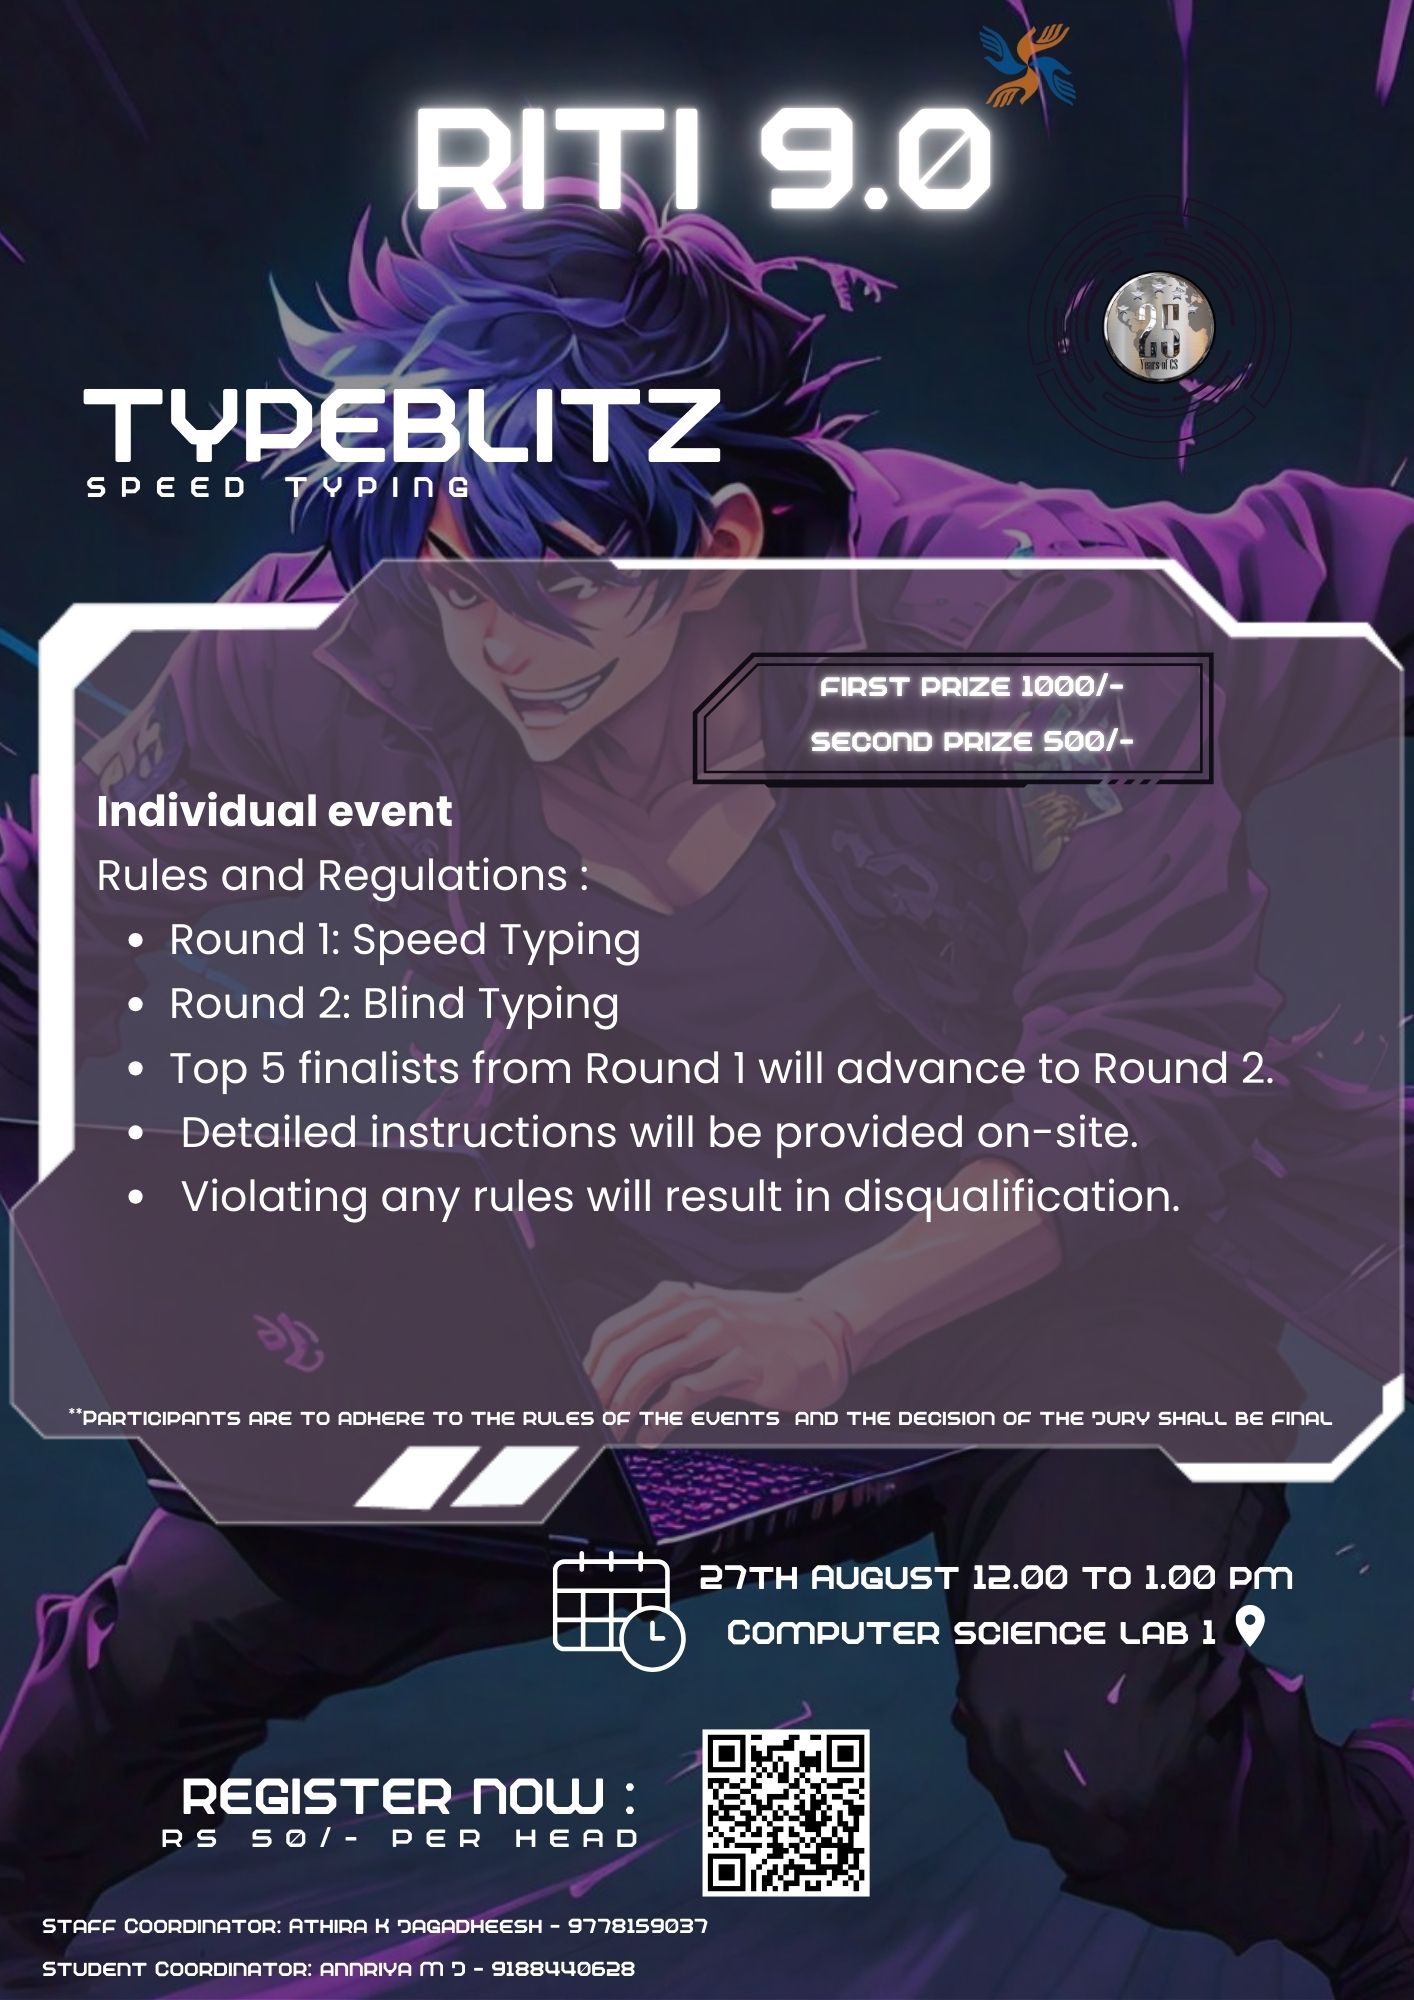 RITI 9.0
25
Years of CS
TYPEBLITZ
SPEED TYPING
FIRST PRIZE 1000/-
SECOND PRIZE 500/-
Individual event
Rules and Regulations :
• Round 1: Speed Typing
• Round 2: Blind Typing
• Top 5 finalists from Round 1 will advance to Round 2.
• Detailed instructions will be provided on-site.
• Violating any rules will result in disqualification.
**PARTICIPANTS ARE TO ADHERE TO THE RULES OF THE EVENTS AND THE DECISION OF THE JURY SHALL BE FINAL
27TH AUGUST 12.00 TO 1.00 PM
COMPUTER SCIENCE LAB 1
REGISTER NOW :
RS 50/- PER HEAD
STAFF COORDINATOR: ATHIRA K JAGADHEESH - 9778159037
STUDENT COORDINATOR: ANNRIYA M J - 9188440628